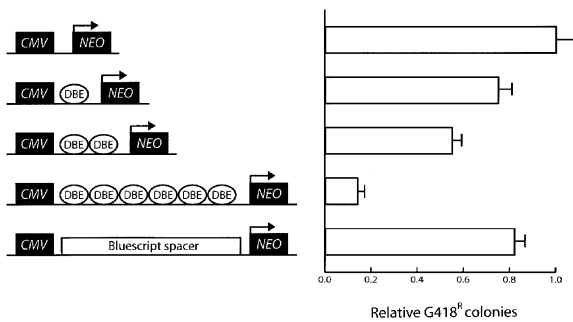 CMV NEO
CMV DBE NEO
CMV DBE DBE NEO
CMV DBE DBE DBE DBE DBE DBE NEO
CMV Bluescript spacer NEO
0.0 0.2 0.4 0.6 0.8 1.0
Relative G418ᴿ colonies